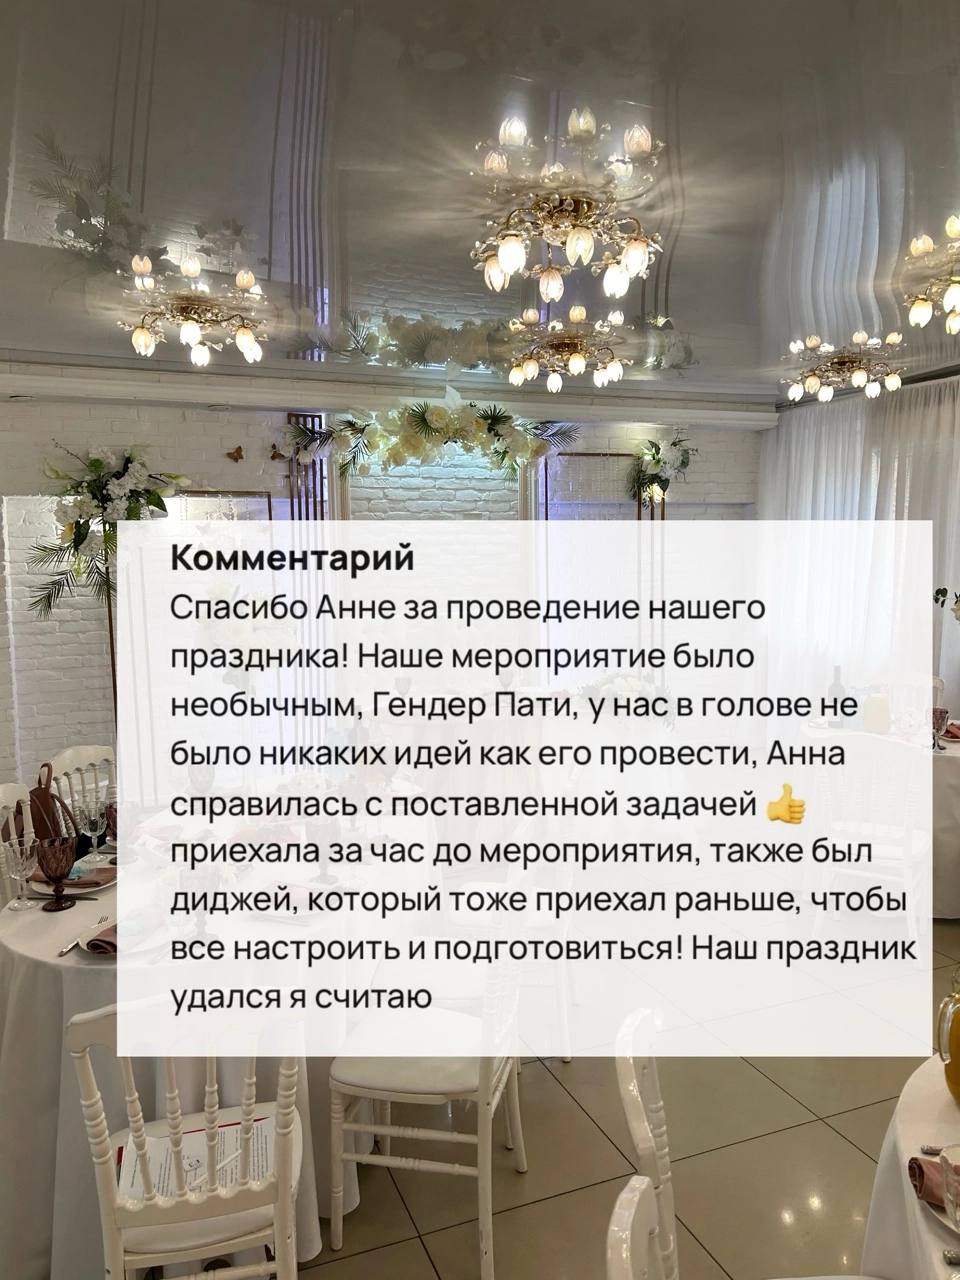 Комментарий
Спасибо Анне за проведение нашего
праздника! Наше мероприятие было
необычным, Гендер Пати, у нас в голове не
было никаких идей как его провести, Анна
справилась с поставленной задачей 👍
приехала за час до мероприятия, также был
диджей, который тоже приехал раньше, чтобы
все настроить и подготовиться! Наш праздник
удался я считаю